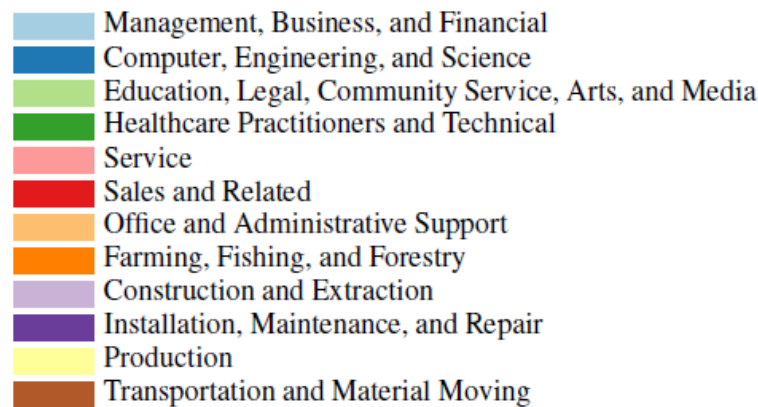 Management, Business, and Financial
Computer, Engineering, and Science
Education, Legal, Community Service, Arts, and Media
Healthcare Practitioners and Technical
Service
Sales and Related
Office and Administrative Support
Farming, Fishing, and Forestry
Construction and Extraction
Installation, Maintenance, and Repair
Production
Transportation and Material Moving